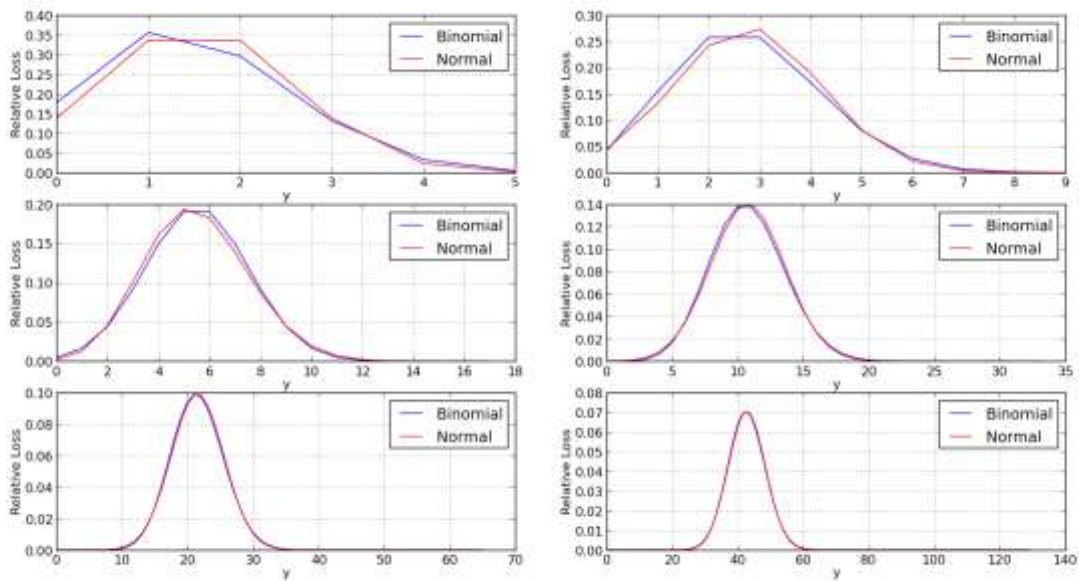 0.40
0.35
0.30
0.25
0.20
0.15
0.10
0.05
0.00
Relative Loss
Binomial
Normal
0 1 2 3 4 5
y
0.30
0.25
0.20
0.15
0.10
0.05
0.00
Relative Loss
Binomial
Normal
0 1 2 3 4 5 6 7 8 9
y
0.20
0.15
0.10
0.05
0.00
Relative Loss
Binomial
Normal
0 2 4 6 8 10 12 14 16 18
y
0.14
0.12
0.10
0.08
0.06
0.04
0.02
0.00
Relative Loss
Binomial
Normal
0 5 10 15 20 25 30 35
y
0.10
0.08
0.06
0.04
0.02
0.00
Relative Loss
Binomial
Normal
0 10 20 30 40 50 60 70
y
0.08
0.07
0.06
0.05
0.04
0.03
0.02
0.01
0.00
Relative Loss
Binomial
Normal
0 20 40 60 80 100 120 140
y